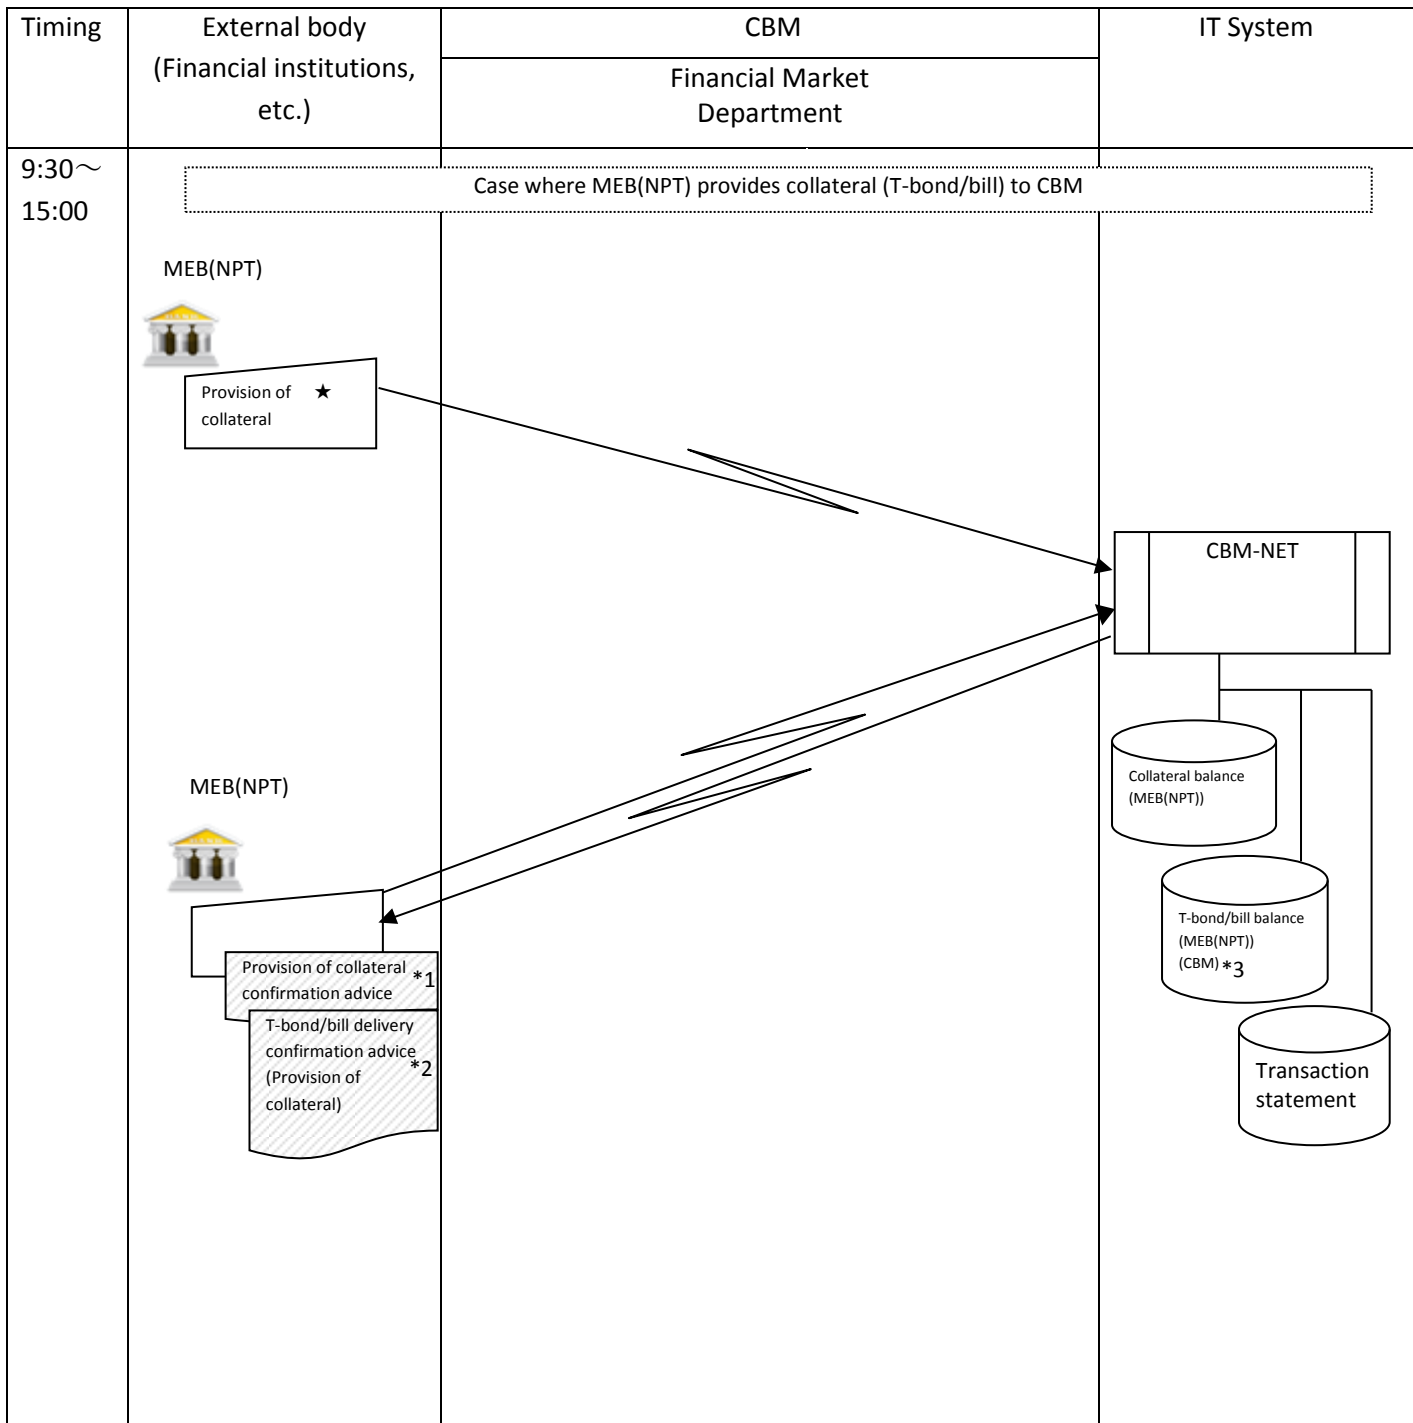 Timing
External body
(Financial institutions,
etc.)
CBM
Financial Market
Department
IT System
9:30～
15:00
Case where MEB(NPT) provides collateral (T-bond/bill) to CBM
MEB(NPT)
Provision of ★
collateral
CBM-NET
Collateral balance
(MEB(NPT))
MEB(NPT)
T-bond/bill balance
(MEB(NPT))
(CBM) *3
Provision of collateral *1
confirmation advice
T-bond/bill delivery
confirmation advice
*2
(Provision of
collateral)
Transaction
statement